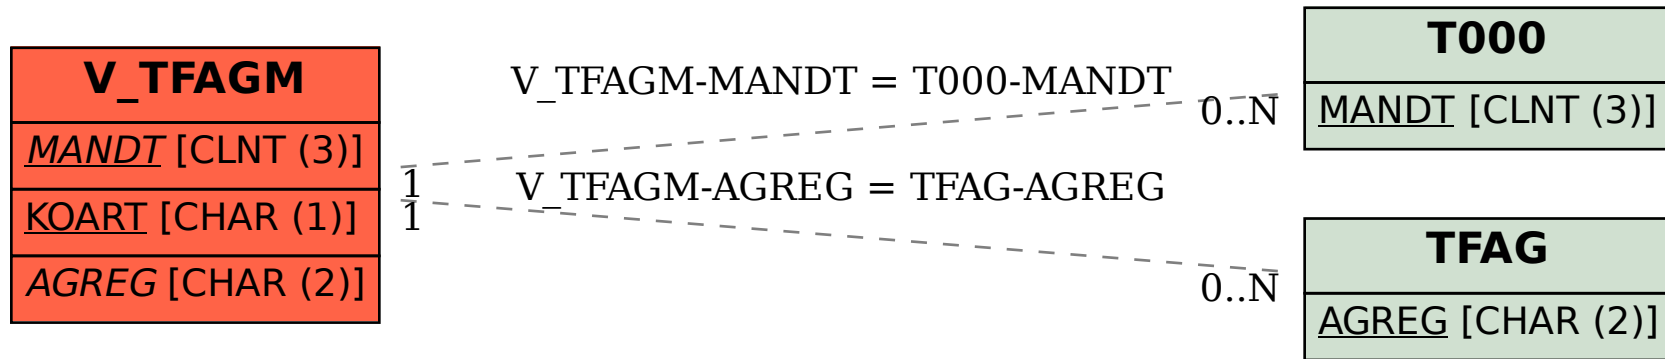 V_TFAGM
MANDT [CLNT (3)]
KOART [CHAR (1)]
AGREG [CHAR (2)]
V_TFAGM-MANDT = T000-MANDT
0..N
1
V_TFAGM-AGREG = TFAG-AGREG
1
0..N
T000
MANDT [CLNT (3)]
TFAG
AGREG [CHAR (2)]